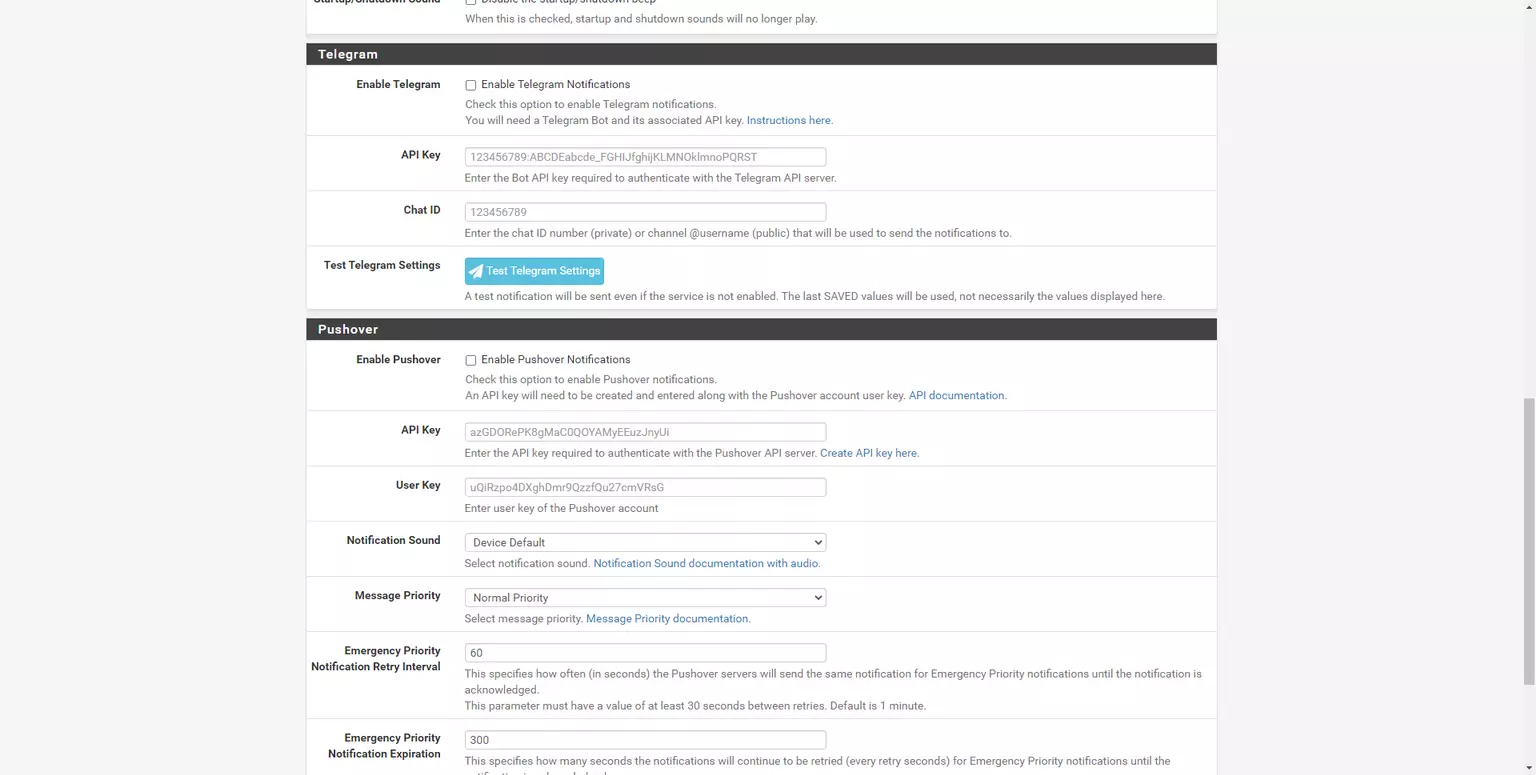 Startup/Shutdown Sound
Disable the startup/shutdown beep
When this is checked, startup and shutdown sounds will no longer play.
Telegram
Enable Telegram
Enable Telegram Notifications
Check this option to enable Telegram notifications.
You will need a Telegram Bot and its associated API key. Instructions here.
API Key
123456789:ABCDEabcde_FGHIJfghijKLMNOklmnoPQRST
Enter the Bot API key required to authenticate with the Telegram API server.
Chat ID
123456789
Enter the chat ID number (private) or channel @username (public) that will be used to send the notifications to.
Test Telegram Settings
Test Telegram Settings
A test notification will be sent even if the service is not enabled. The last SAVED values will be used, not necessarily the values displayed here.
Pushover
Enable Pushover
Enable Pushover Notifications
Check this option to enable Pushover notifications.
An API key will need to be created and entered along with the Pushover account user key. API documentation.
API Key
azGDORePK8gMaC0QOYAMyEEuzJnyUi
Enter the API key required to authenticate with the Pushover API server. Create API key here.
User Key
uQiRzpo4DXghDmr9QzzfQu27cmVRsG
Enter user key of the Pushover account
Notification Sound
Device Default
Select notification sound. Notification Sound documentation with audio.
Message Priority
Normal Priority
Select message priority. Message Priority documentation.
Emergency Priority
Notification Retry Interval
60
This specifies how often (in seconds) the Pushover servers will send the same notification for Emergency Priority notifications until the notification is
acknowledged.
This parameter must have a value of at least 30 seconds between retries. Default is 1 minute.
Emergency Priority
Notification Expiration
300
This specifies how many seconds the notifications will continue to be retried (every retry seconds) for Emergency Priority notifications until the